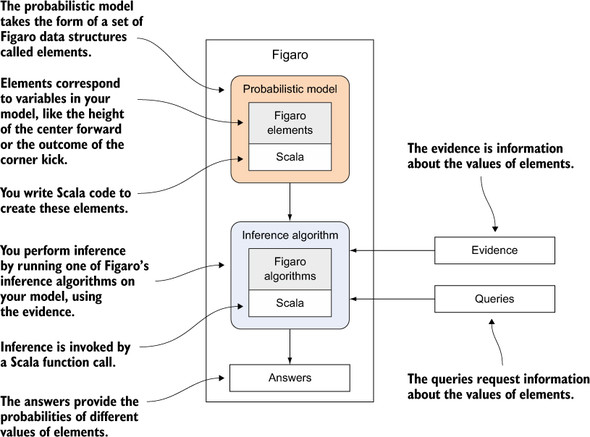 The probabilistic model
takes the form of a set of
Figaro data structures
called elements.
Elements correspond
to variables in your
model, like the height
of the center forward
or the outcome of the
corner kick.
You write Scala code to
create these elements.
You perform inference
by running one of Figaro's
inference algorithms on
your model, using
the evidence.
Inference is invoked by
a Scala function call.
The answers provide the
probabilities of different
values of elements.
Figaro
Probabilistic model
Figaro
elements
Scala
Inference algorithm
Figaro
algorithms
Scala
Answers
The evidence is information
about the values of elements.
Evidence
Queries
The queries request information
about the values of elements.